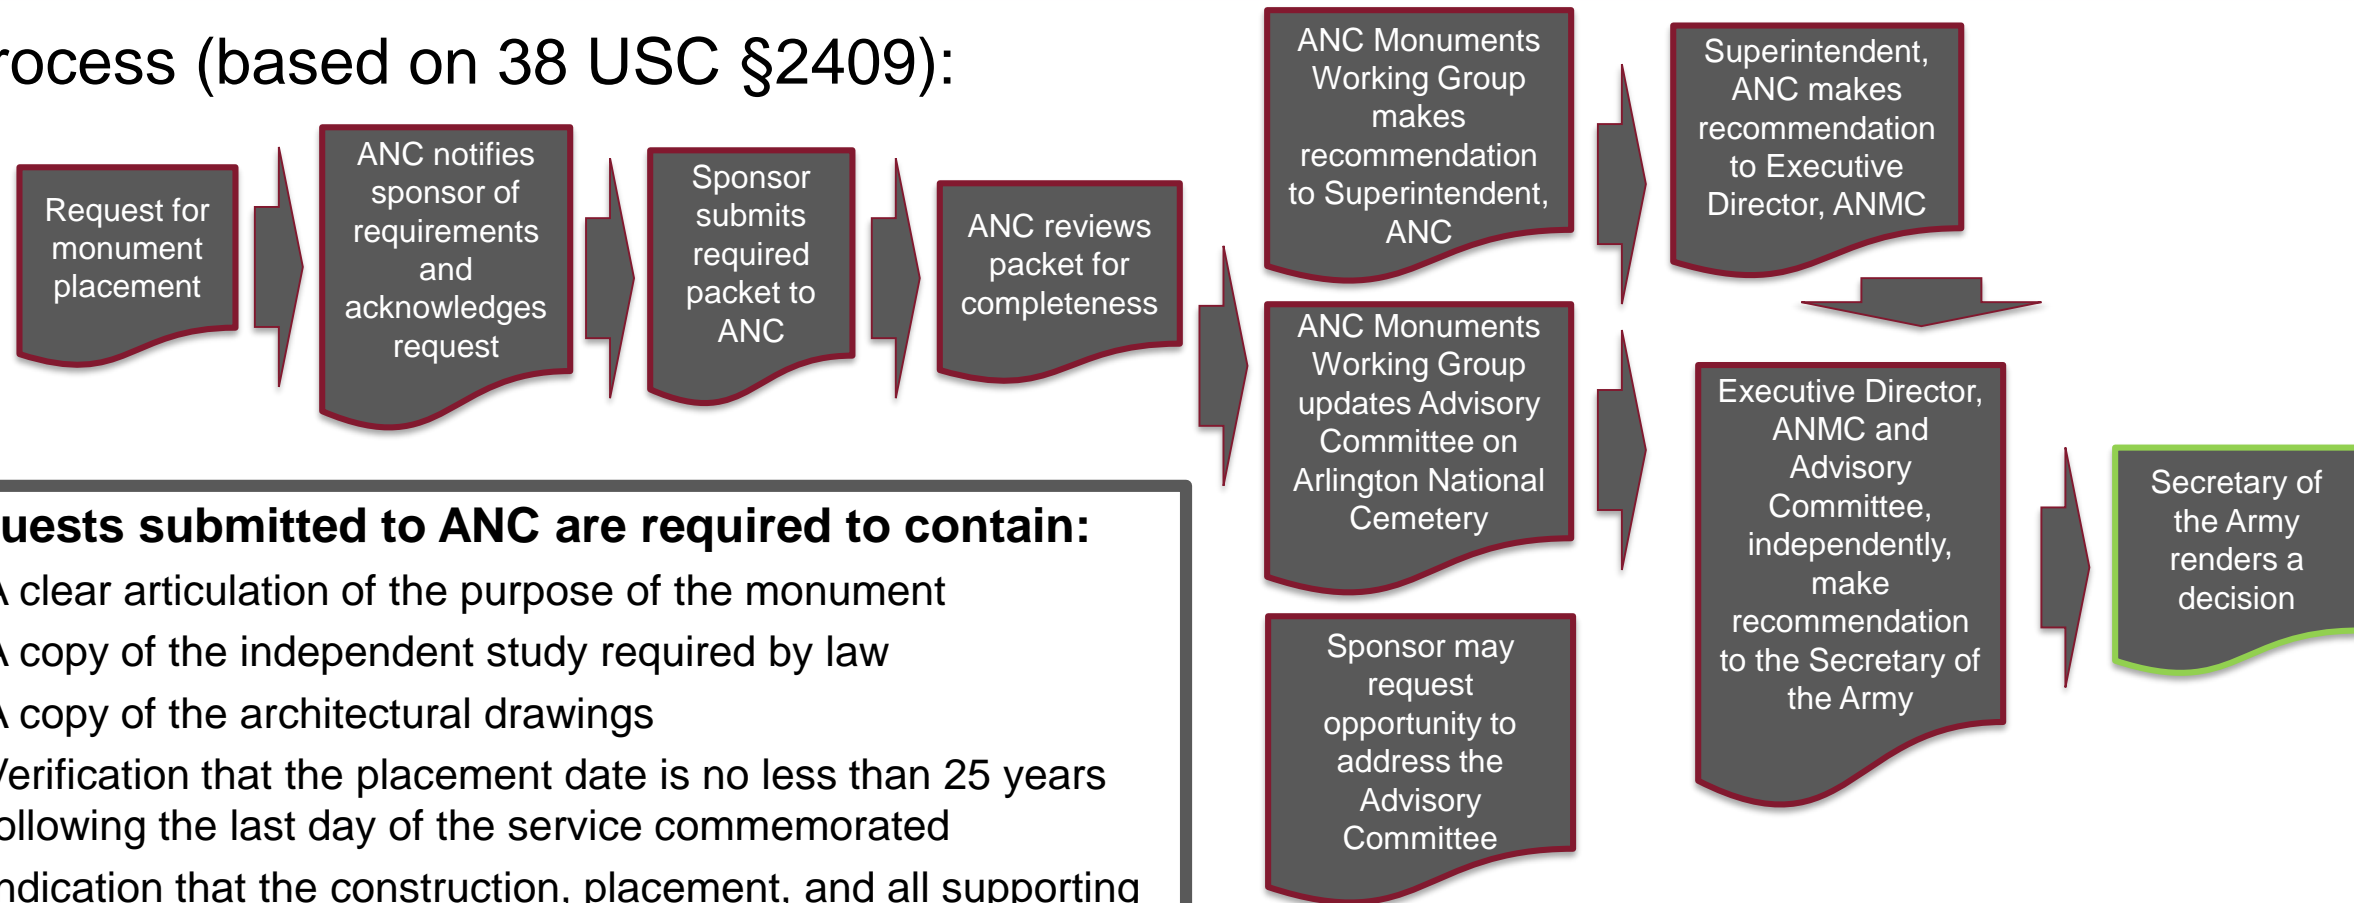 rocess (based on 38 USC §2409):
Request for
monument
placement
ANC notifies
sponsor of
requirements
and
acknowledges
request
Sponsor
submits
required
packet to
ANC
ANC reviews
packet for
completeness
ANC Monuments
Working Group
makes
recommendation
to Superintendent,
ANC
Superintendent,
ANC makes
recommendation
to Executive
Director, ANMC
ANC Monuments
Working Group
updates Advisory
Committee on
Arlington National
Cemetery
Sponsor may
request
opportunity to
address the
Advisory
Committee
Executive Director,
ANMC and
Advisory
Committee,
independently,
make
recommendation
to the Secretary of
the Army
Secretary of
the Army
renders a
decision
uests submitted to ANC are required to contain:
A clear articulation of the purpose of the monument
A copy of the independent study required by law
A copy of the architectural drawings
Verification that the placement date is no less than 25 years
ollowing the last day of the service commemorated
ndication that the construction, placement, and all supporting